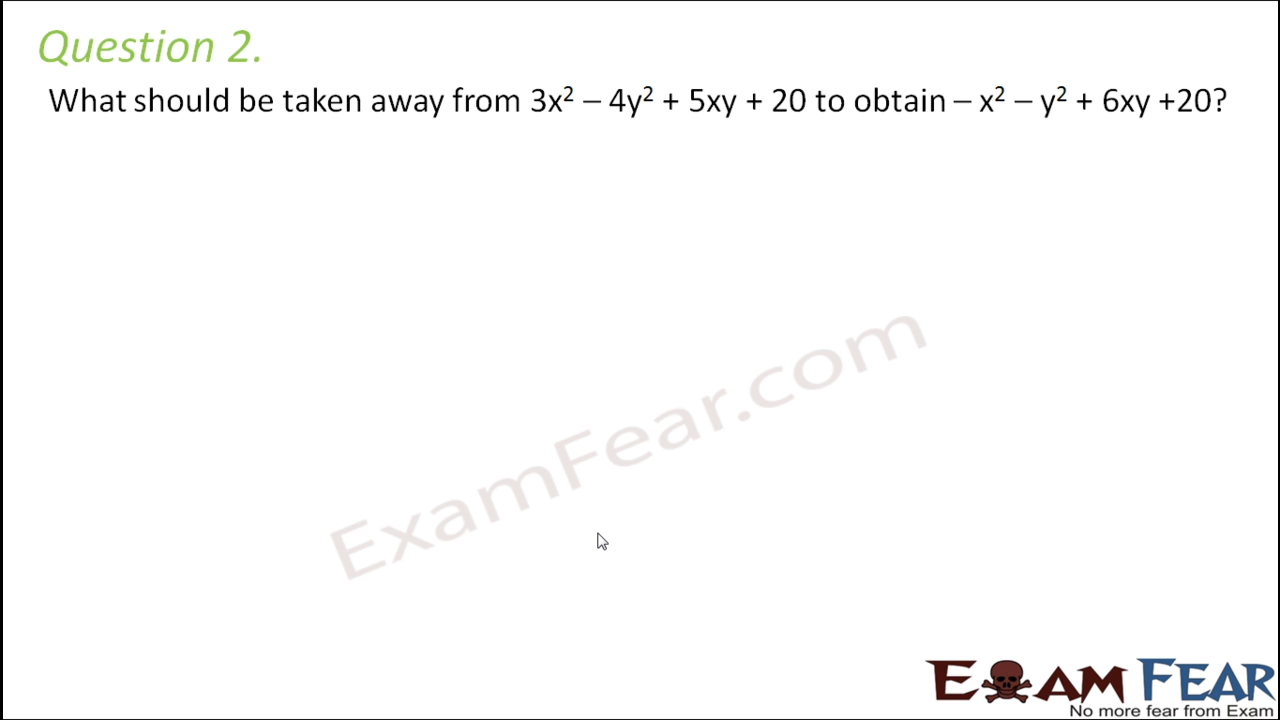 Question 2.
What should be taken away from 3x² – 4y² + 5xy + 20 to obtain – x² – y² + 6xy +20?
ExamFear.com
EXAM FEAR
No more fear from Exam